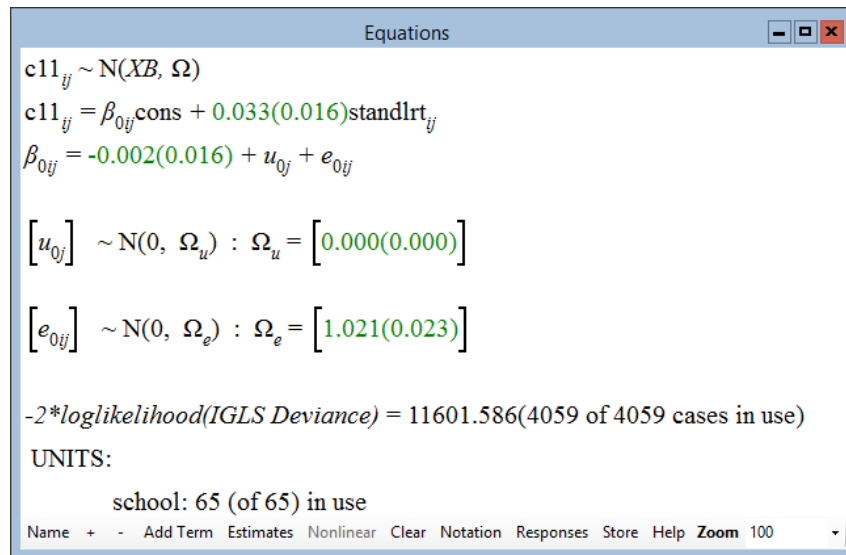 Equations
c11ij ~ N(XB, Ω)
c11ij = β0ijcons + 0.033(0.016)standlrtij
β0ij = -0.002(0.016) + u0j + e0ij
[u0j] ~ N(0, Ωu) : Ωu = [0.000(0.000)]
[e0ij] ~ N(0, Ωe) : Ωe = [1.021(0.023)]
-2*loglikelihood(IGLS Deviance) = 11601.586(4059 of 4059 cases in use)
UNITS:
school: 65 (of 65) in use
Name + - Add Term Estimates Nonlinear Clear Notation Responses Store Help Zoom 100